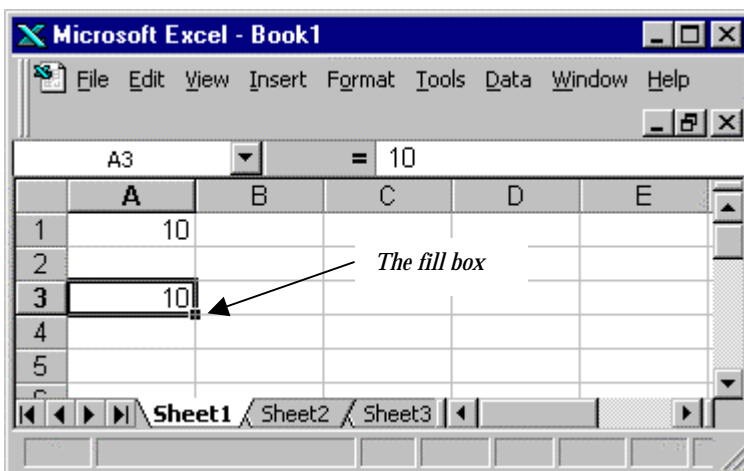 Microsoft Excel - Book1
File Edit View Insert Format Tools Data Window Help
A3 = 10
A B C D E
1 10
2 The fill box
3 10
4
5
Sheet1 Sheet2 Sheet3